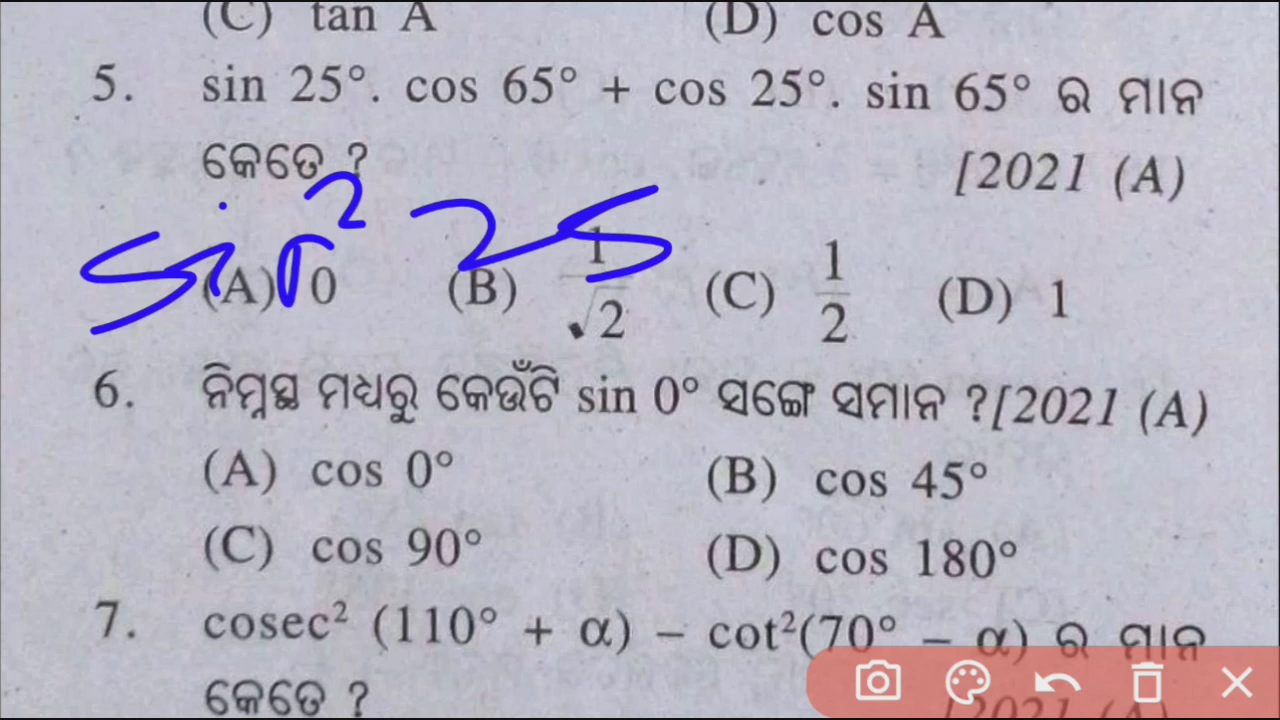 (C) tan A (D) cos A
5. sin 25°. cos 65° + cos 25°. sin 65° ର ମାନ
କେତେ ? [2021 (A)
sin² 25
(A) 0 (B) 1/√2 (C) 1/2 (D) 1
6. ନିମ୍ନସ୍ଥ ମଧ୍ୟରୁ କେଉଁଟି sin 0° ସଙ୍ଗେ ସମାନ ?[2021 (A)
(A) cos 0° (B) cos 45°
(C) cos 90° (D) cos 180°
7. cosec² (110° + α) – cot²(70° – α) ର ମାନ
କେତେ ? [2021 (A)